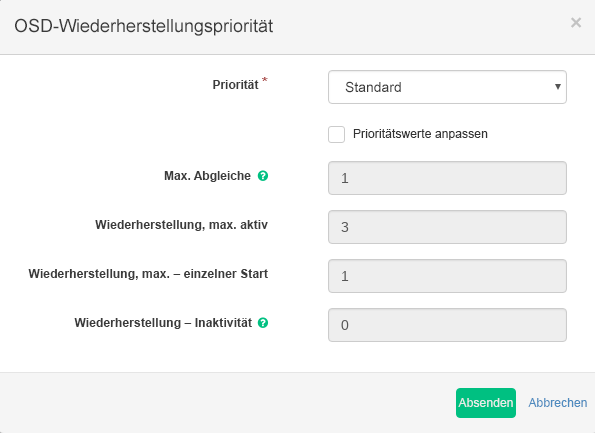 OSD-Wiederherstellungspriorität ×
Priorität * Standard
Prioritätswerte anpassen
Max. Abgleiche ? 1
Wiederherstellung, max. aktiv 3
Wiederherstellung, max. – einzelner Start 1
Wiederherstellung – Inaktivität ? 0
Absenden Abbrechen